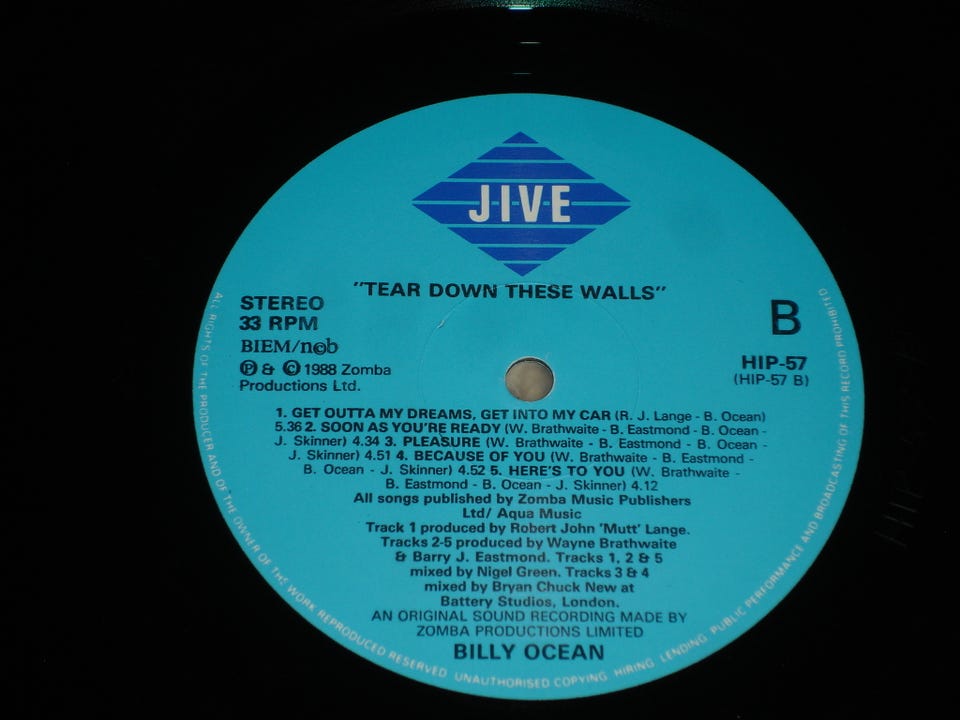 JIVE
"TEAR DOWN THESE WALLS"
STEREO
33 RPM
BIEM/ncb
Ⓟ & © 1988 Zomba
Productions Ltd.
B
HIP-57
(HIP-57 B)
1. GET OUTTA MY DREAMS, GET INTO MY CAR (R. J. Lange - B. Ocean)
5.36 2. SOON AS YOU'RE READY (W. Brathwaite - B. Eastmond - B. Ocean -
J. Skinner) 4.34 3. PLEASURE (W. Brathwaite - B. Eastmond - B. Ocean -
J. Skinner) 4.51 4. BECAUSE OF YOU (W. Brathwaite - B. Eastmond -
B. Ocean - J. Skinner) 4.52 5. HERE'S TO YOU (W. Brathwaite -
B. Eastmond - B. Ocean - J. Skinner) 4.12
All songs published by Zomba Music Publishers
Ltd/ Aqua Music
Track 1 produced by Robert John 'Mutt' Lange.
Tracks 2-5 produced by Wayne Brathwaite
& Barry J. Eastmond. Tracks 1, 2 & 5
mixed by Nigel Green. Tracks 3 & 4
mixed by Bryan Chuck New at
Battery Studios, London.
AN ORIGINAL SOUND RECORDING MADE BY
ZOMBA PRODUCTIONS LIMITED
BILLY OCEAN
ALL RIGHTS OF THE PRODUCER AND OF THE OWNER OF THE WORK REPRODUCED RESERVED UNAUTHORISED COPYING HIRING LENDING PUBLIC PERFORMANCE AND BROADCASTING OF THIS RECORD PROHIBITED